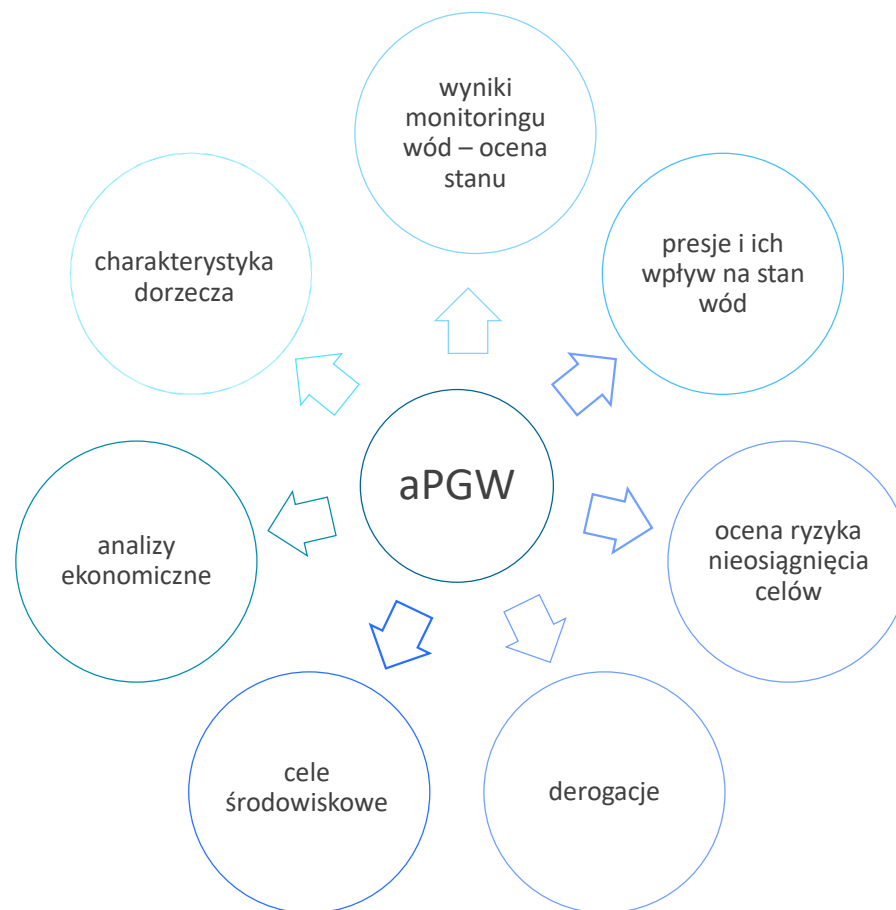 wyniki
monitoringu
wód – ocena
stanu
presje i ich
wpływ na stan
wód
ocena ryzyka
nieosiągnięcia
celów
derogacje
cele
środowiskowe
analizy
ekonomiczne
charakterystyka
dorzecza
aPGW